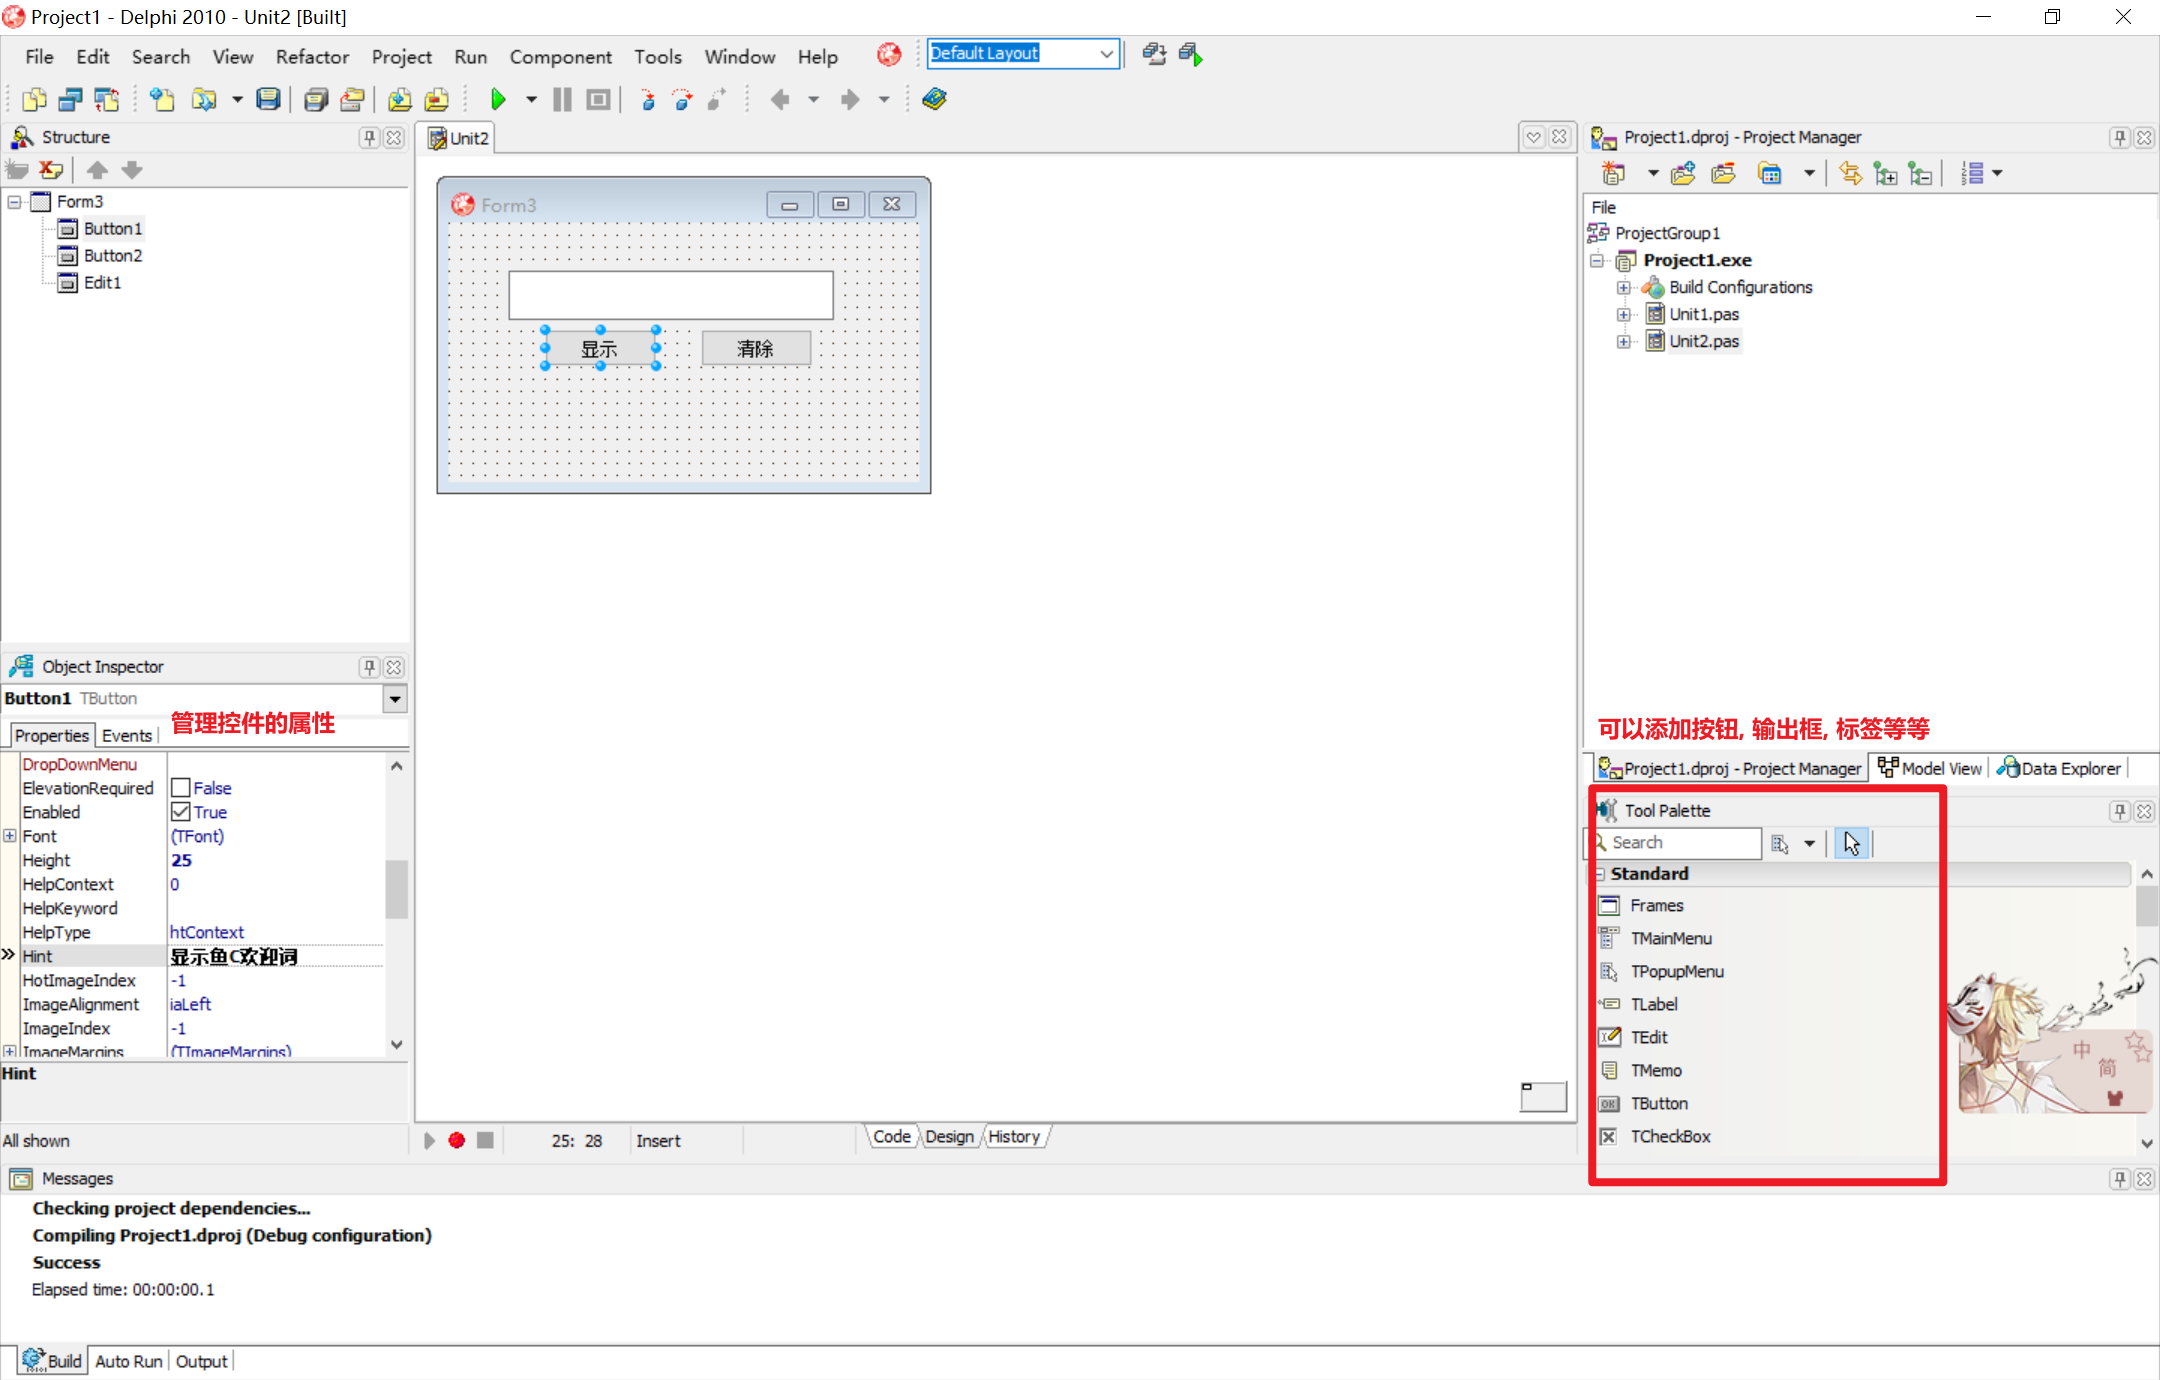 Project1 - Delphi 2010 - Unit2 [Built]
File Edit Search View Refactor Project Run Component Tools Window Help
Default Layout
Structure
Form3
Button1
Button2
Edit1
Unit2
Form3
显示
清除
Project1.dproj - Project Manager
File
ProjectGroup1
Project1.exe
Build Configurations
Unit1.pas
Unit2.pas
Object Inspector
Button1 TButton
管理控件的属性
Properties Events
DropDownMenu
ElevationRequired False
Enabled True
Font (TFont)
Height 25
HelpContext 0
HelpKeyword
HelpType htContext
Hint 显示鱼C欢迎词
HotImageIndex -1
ImageAlignment iaLeft
ImageIndex -1
ImageMargins (TImageMargins)
Hint
All shown
25: 28 Insert
Code Design History
可以添加按钮, 输出框, 标签等等
Project1.dproj - Project Manager Model View Data Explorer
Tool Palette
Search
Standard
Frames
TMainMenu
TPopupMenu
TLabel
TEdit
TMemo
TButton
TCheckBox
中
简
Messages
Checking project dependencies...
Compiling Project1.dproj (Debug configuration)
Success
Elapsed time: 00:00:00.1
Build Auto Run Output